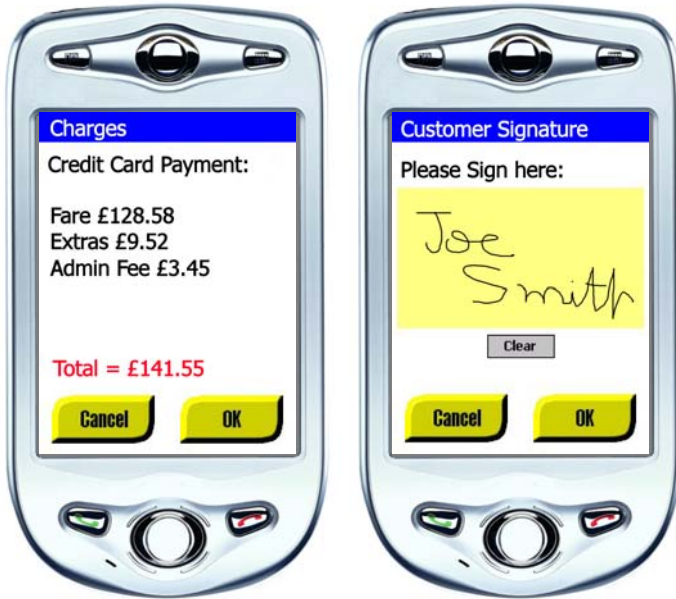 Charges
Credit Card Payment:
Fare £128.58
Extras £9.52
Admin Fee £3.45
Total = £141.55
Cancel OK
Customer Signature
Please Sign here:
Joe
Smith
Clear
Cancel OK